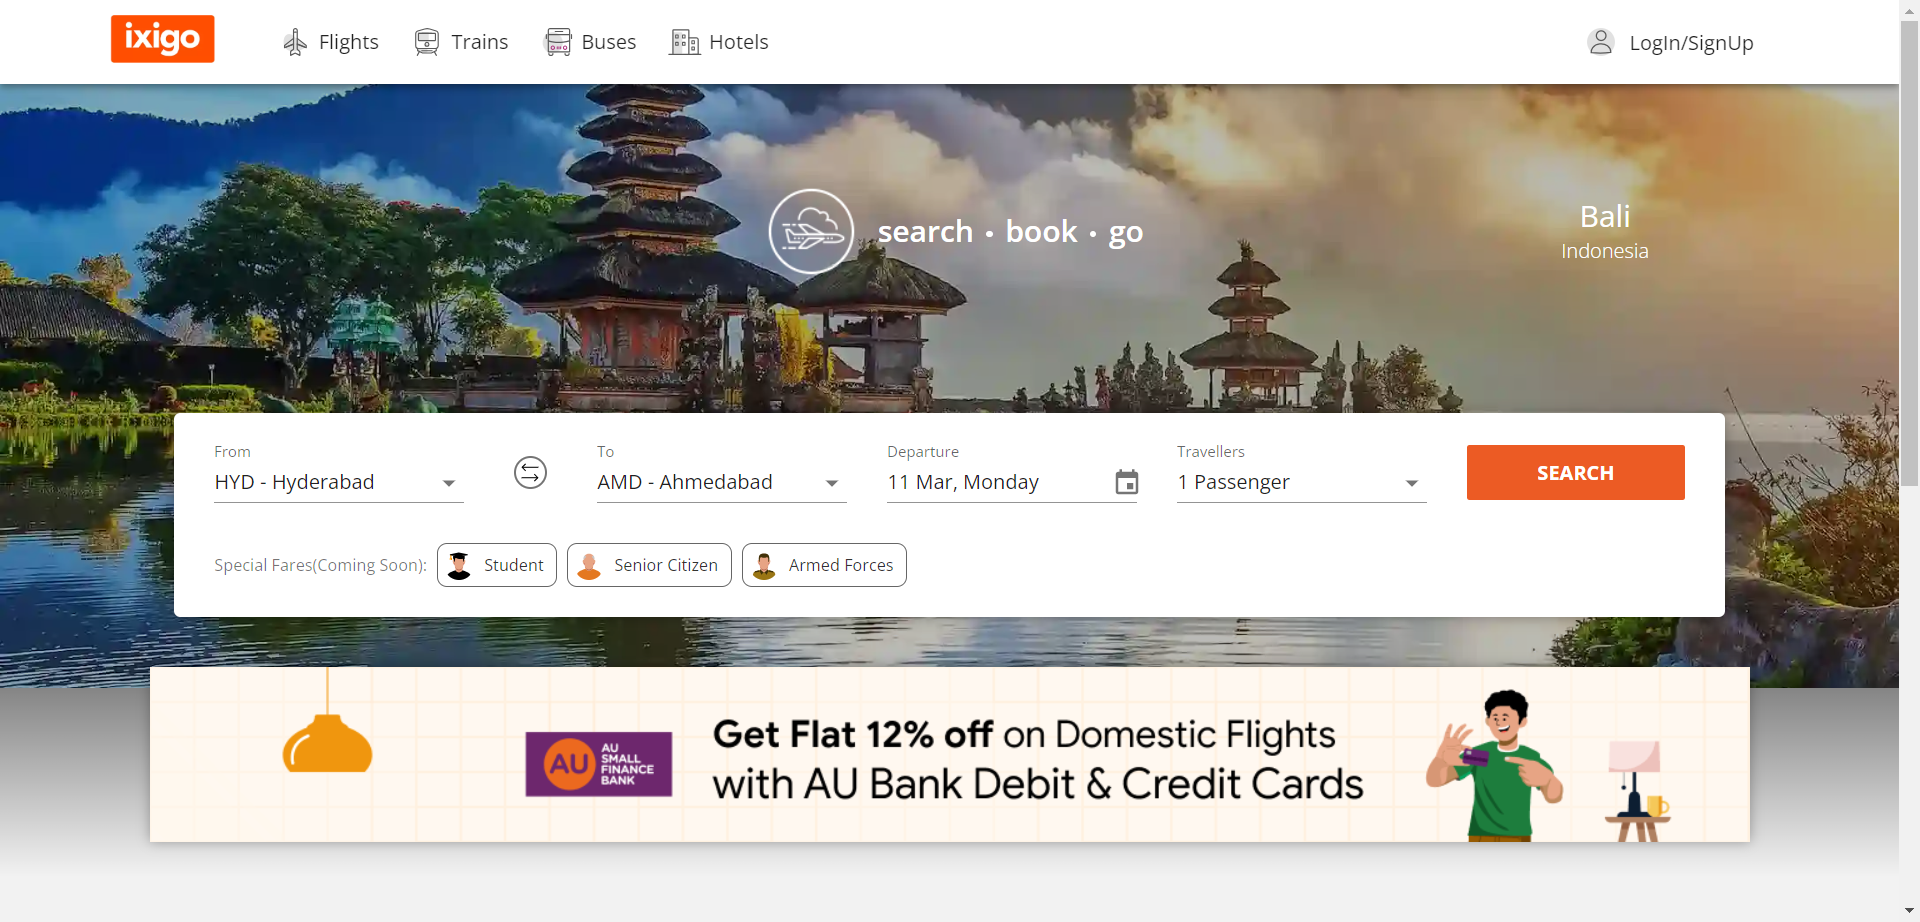 ixigo
Flights
Trains
Buses
Hotels
LogIn/SignUp
search • book • go
Bali
Indonesia
From
HYD - Hyderabad
To
AMD - Ahmedabad
Departure
11 Mar, Monday
Travellers
1 Passenger
SEARCH
Special Fares(Coming Soon):
Student
Senior Citizen
Armed Forces
AU
AU
SMALL
FINANCE
BANK
Get Flat 12% off on Domestic Flights
with AU Bank Debit & Credit Cards